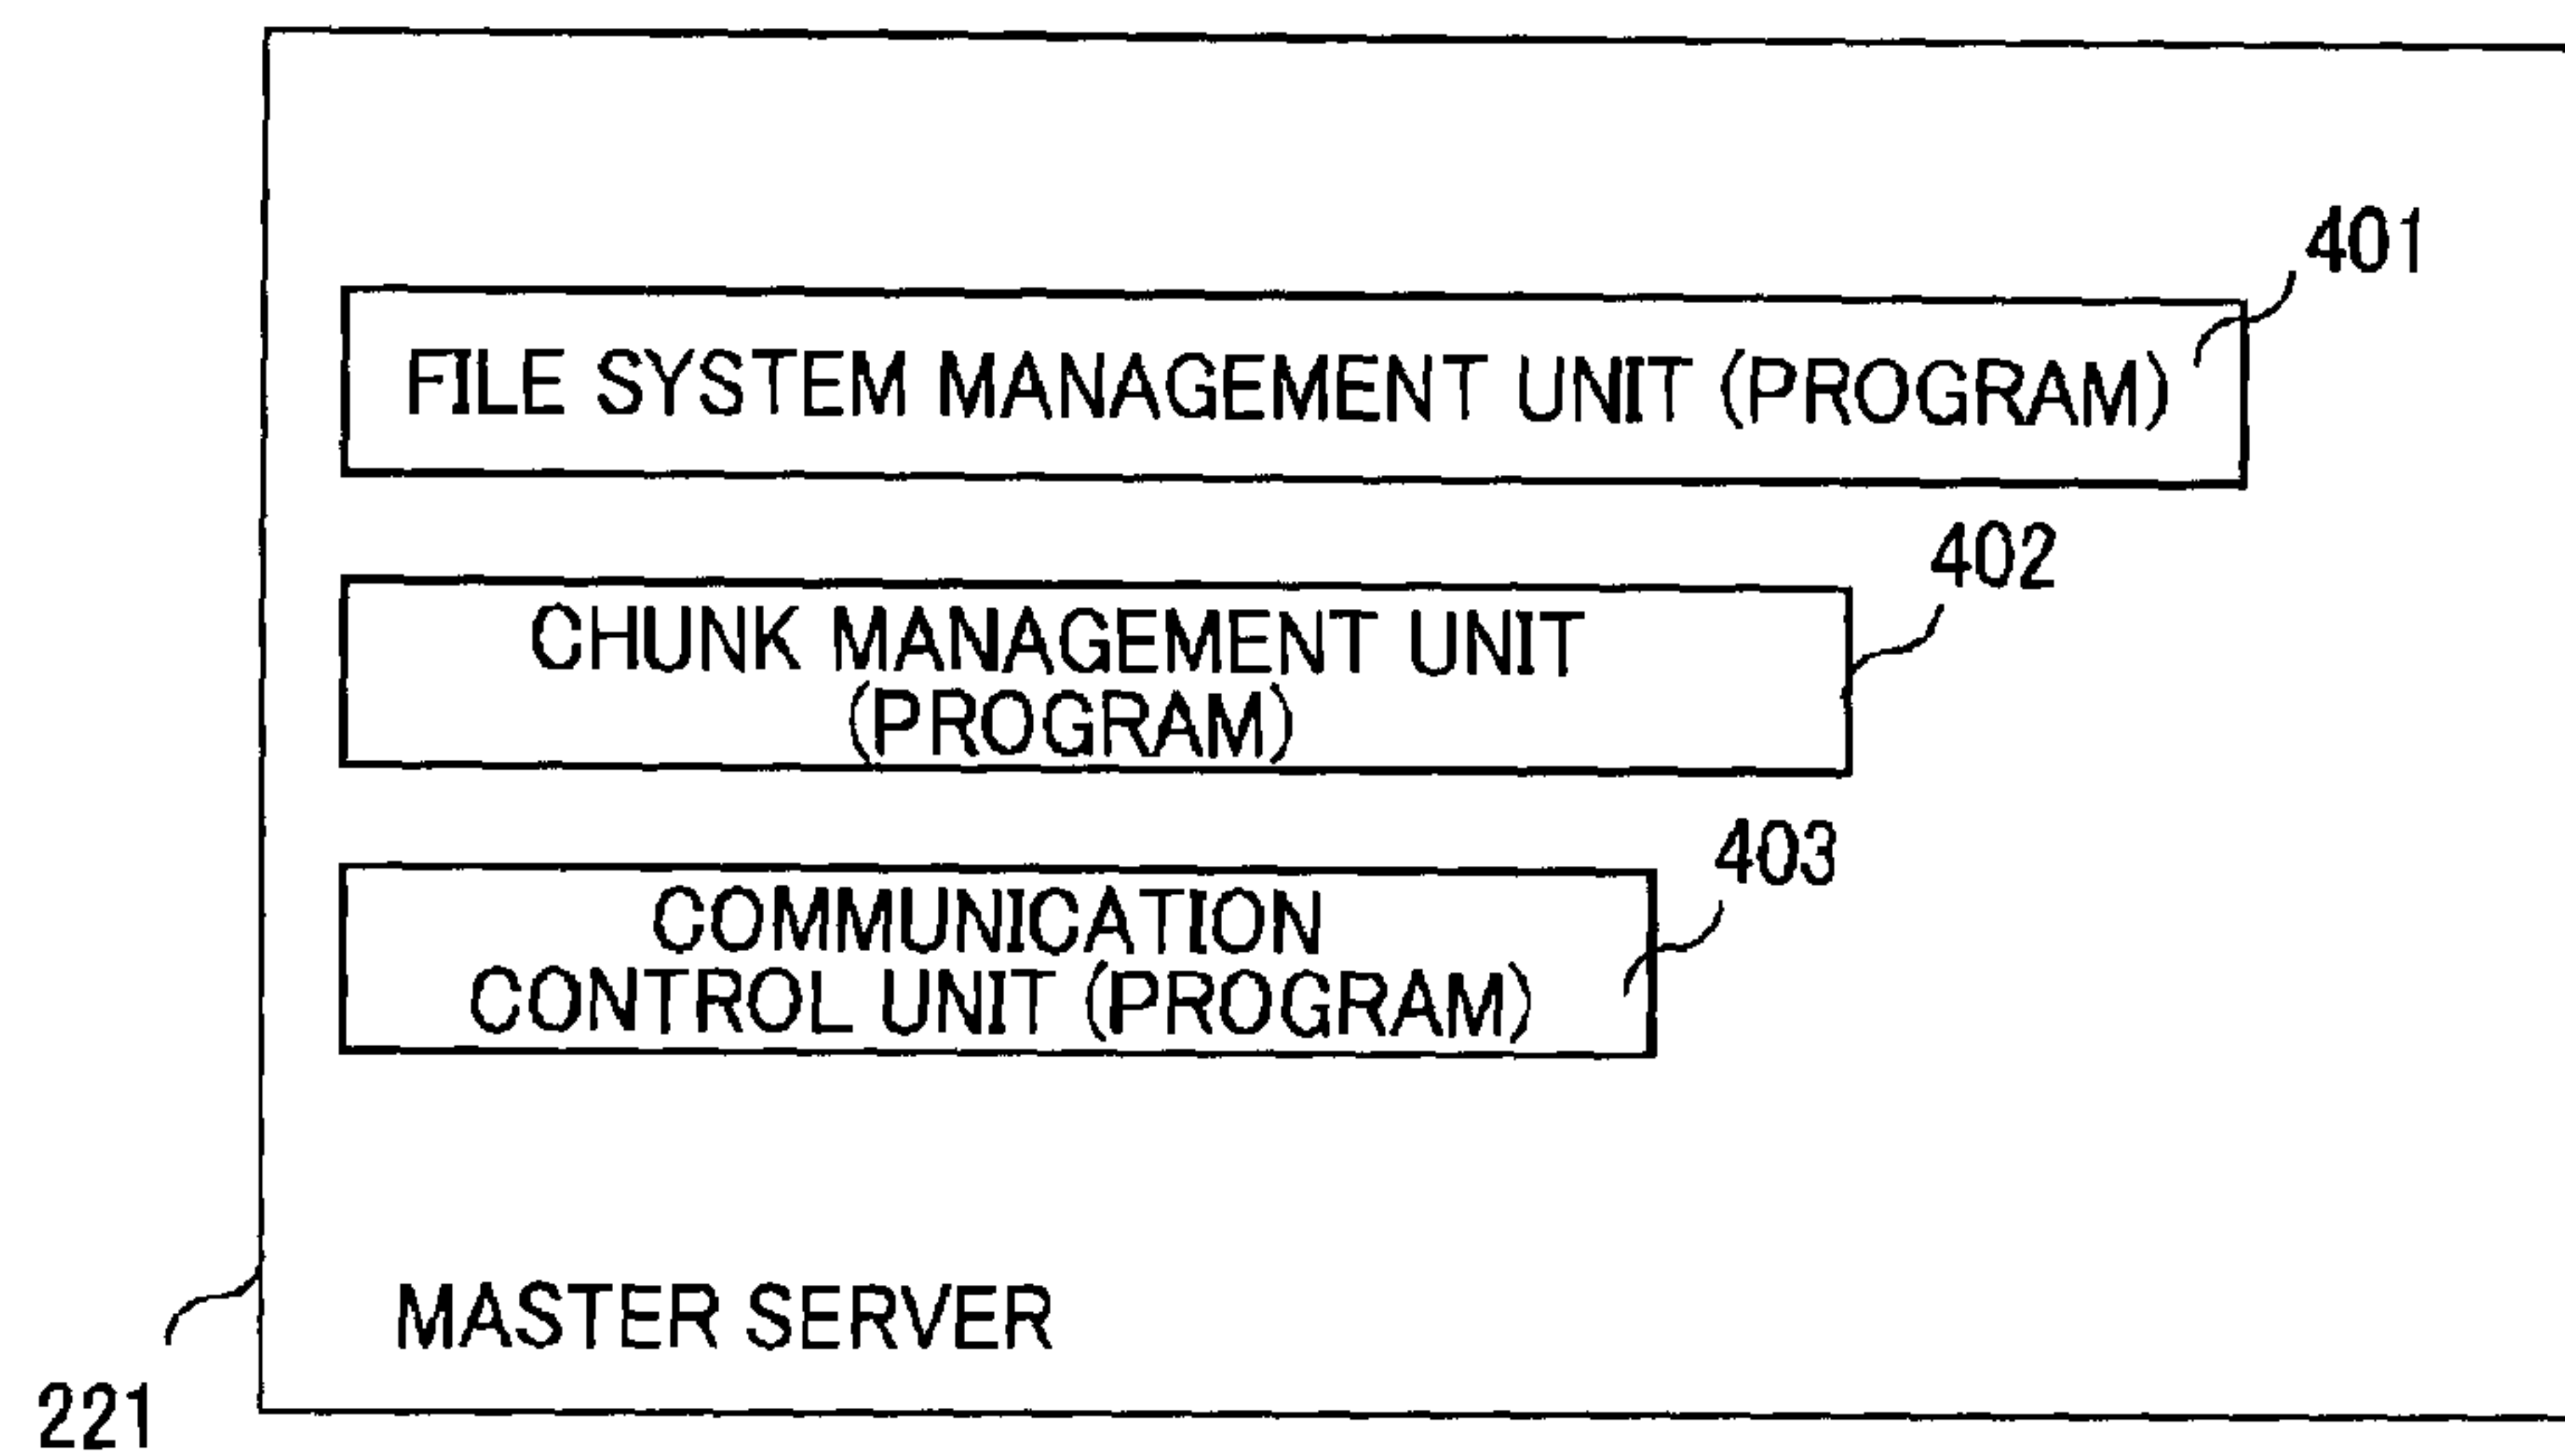 401
FILE SYSTEM MANAGEMENT UNIT (PROGRAM)
402
CHUNK MANAGEMENT UNIT
(PROGRAM)
403
COMMUNICATION
CONTROL UNIT (PROGRAM)
MASTER SERVER
221